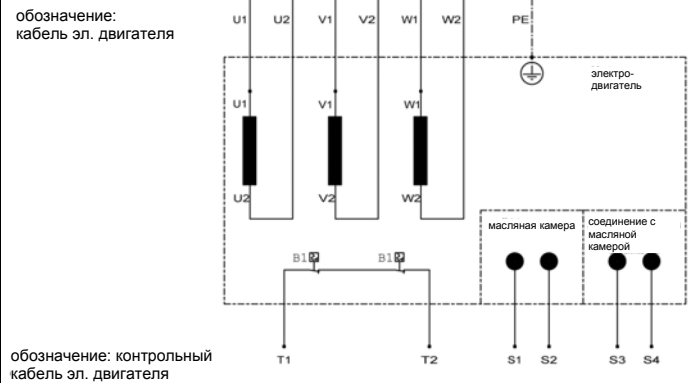 обозначение:
кабель эл. двигателя
U1 U2 V1 V2 W1 W2 PE
электро-
двигатель
U1 V1 W1
U2 V2 W2
масляная камера
соединение с
масляной
камерой
B1 B1
T1 T2 S1 S2 S3 S4
обозначение: контрольный
кабель эл. двигателя